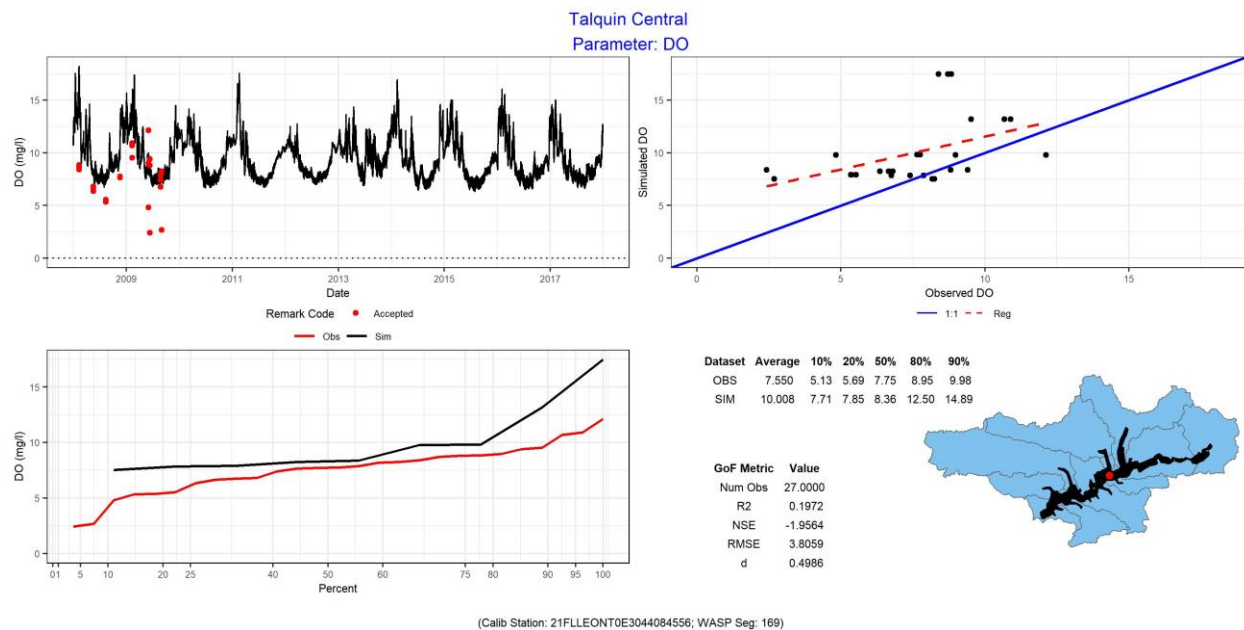 Talquin Central
Parameter: DO
15
10
5
0
DO (mg/l)
2009
2011
2013
2015
2017
Date
Remark Code Accepted
Obs Sim
15
10
5
0
Simulated DO
0
5
10
15
Observed DO
1:1 Reg
15
10
5
0
DO (mg/l)
0 1 5 10 20 25 40 50 60 75 80 90 95 100
Percent
Dataset Average 10% 20% 50% 80% 90%
OBS 7.550 5.13 5.69 7.75 8.95 9.98
SIM 10.008 7.71 7.85 8.36 12.50 14.89
GoF Metric Value
Num Obs 27.0000
R2 0.1972
NSE -1.9564
RMSE 3.8059
d 0.4986
(Calib Station: 21FLLEONT0E3044084556; WASP Seg: 169)